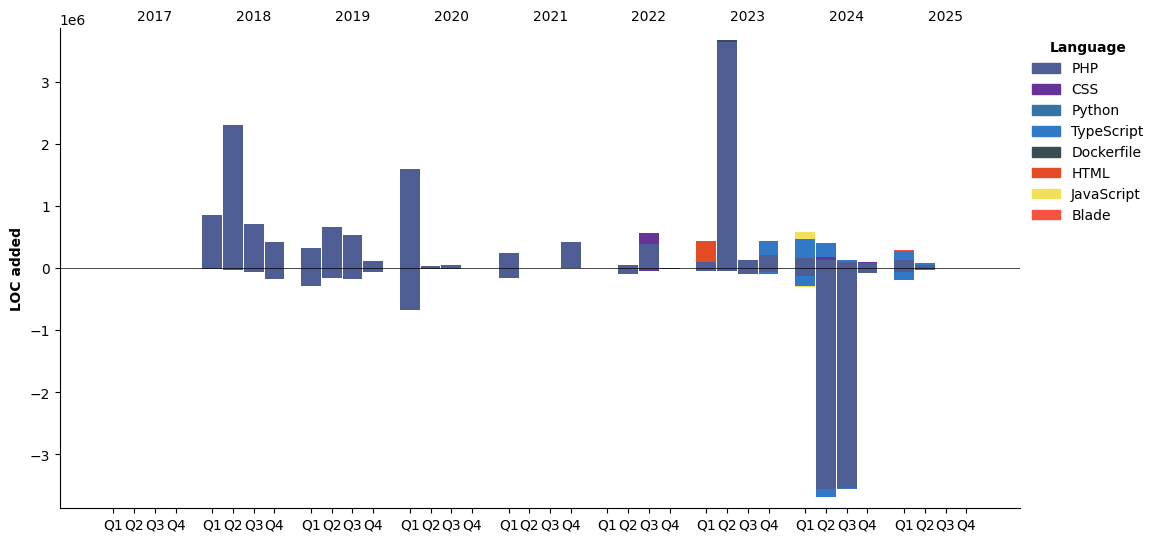 2017 2018 2019 2020 2021 2022 2023 2024 2025
1e6
3
2
1
0
−1
−2
−3
LOC added
Q1 Q2 Q3 Q4 Q1 Q2 Q3 Q4 Q1 Q2 Q3 Q4 Q1 Q2 Q3 Q4 Q1 Q2 Q3 Q4 Q1 Q2 Q3 Q4 Q1 Q2 Q3 Q4 Q1 Q2 Q3 Q4 Q1 Q2 Q3 Q4
Language
PHP
CSS
Python
TypeScript
Dockerfile
HTML
JavaScript
Blade